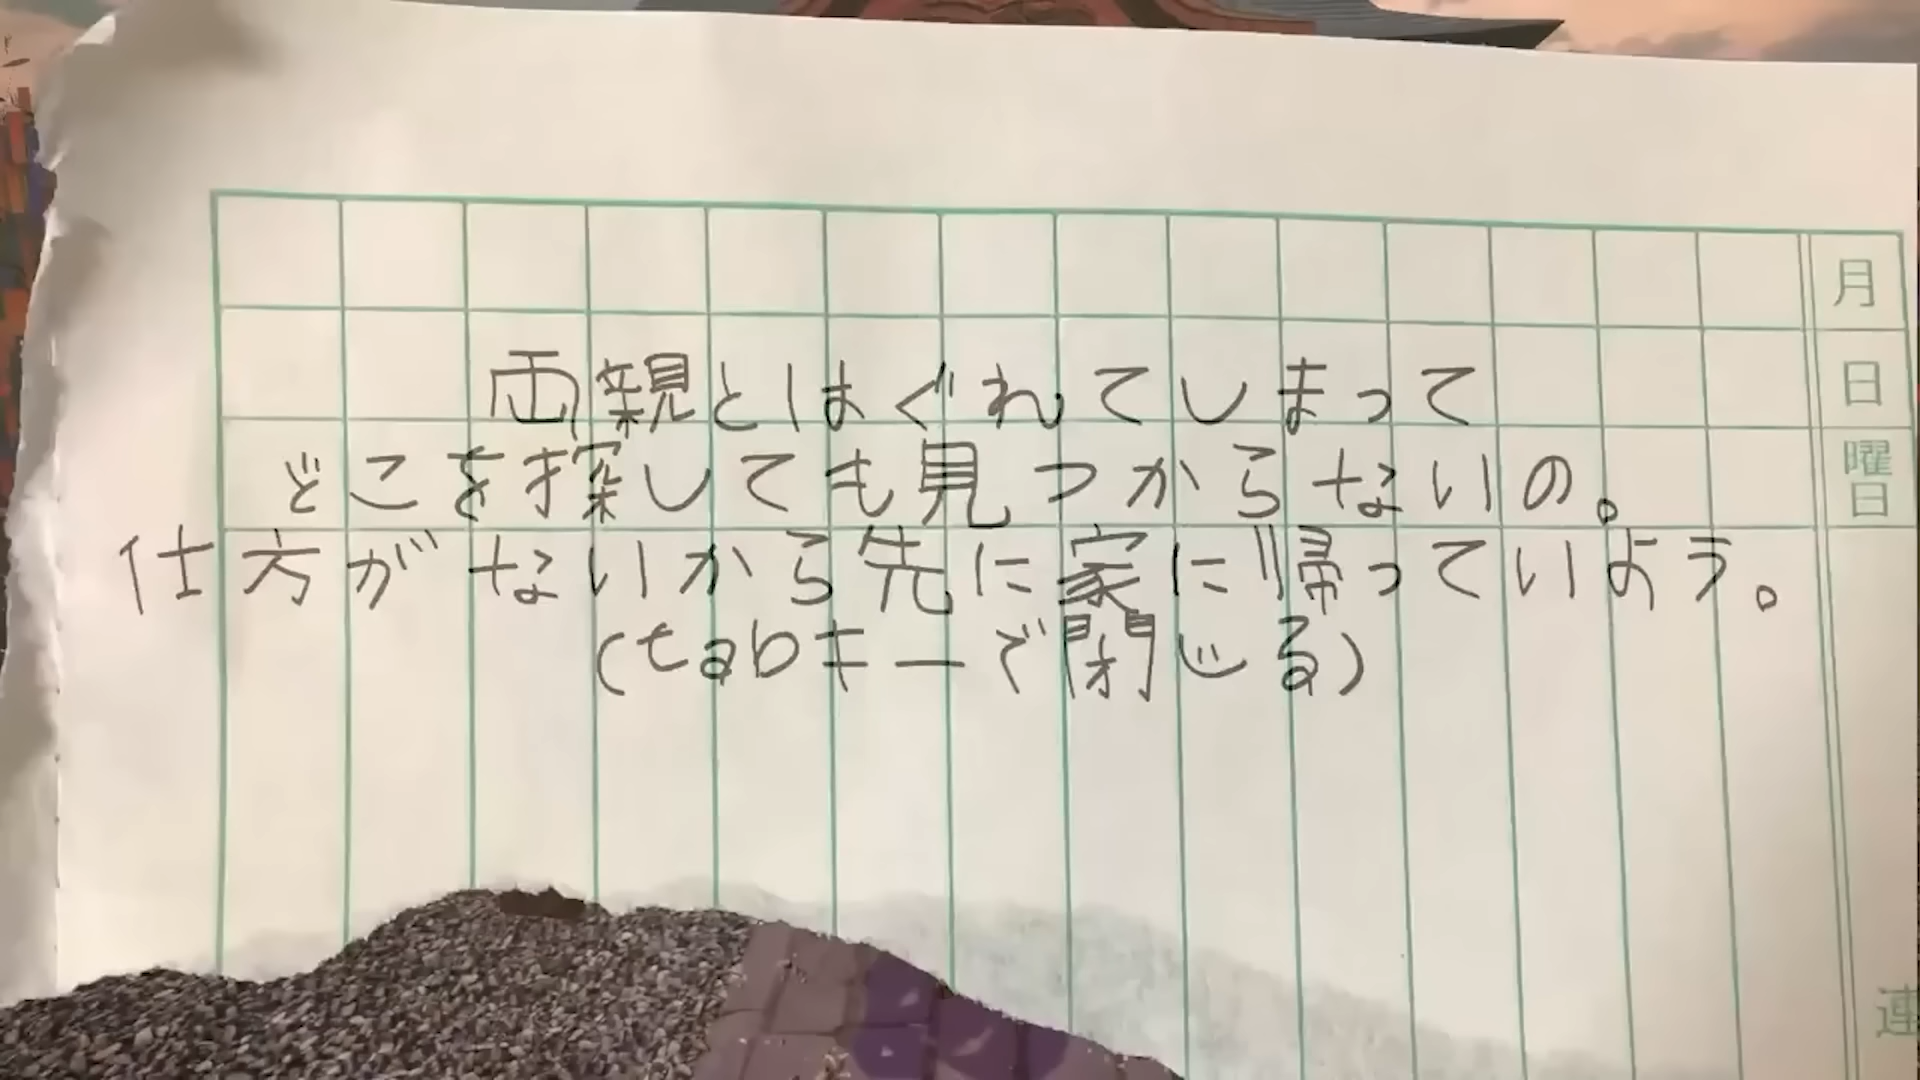 両親とはぐれてしまって
どこを探しても見つからないの。
仕方がないから先に家に帰っていよう。
(tabキーで閉じる)
月
日
曜日
連